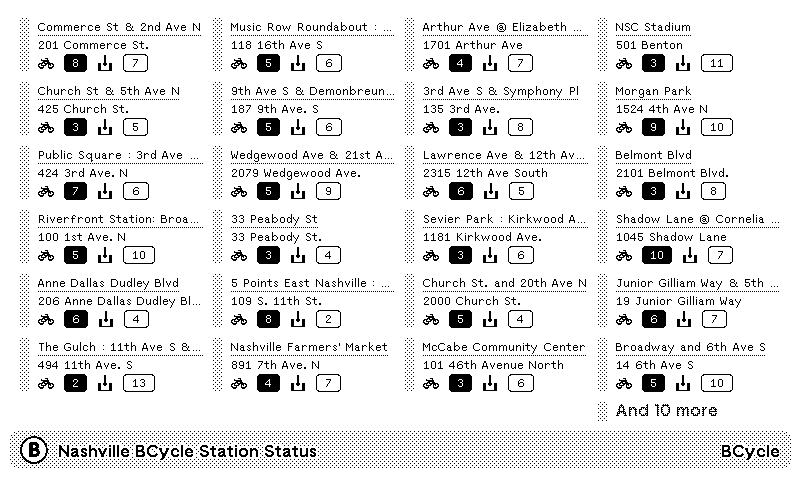 Commerce St & 2nd Ave N
201 Commerce St.
8 7
Church St & 5th Ave N
425 Church St.
3 5
Public Square : 3rd Ave ...
424 3rd Ave. N
7 6
Riverfront Station: Broa...
100 1st Ave. N
5 10
Anne Dallas Dudley Blvd
206 Anne Dallas Dudley Bl...
6 4
The Gulch : 11th Ave S &...
494 11th Ave. S
2 13
Music Row Roundabout : ...
118 16th Ave S
5 6
9th Ave S & Demonbreun...
187 9th Ave. S
5 6
Wedgewood Ave & 21st A...
2079 Wedgewood Ave.
5 9
33 Peabody St
33 Peabody St.
3 4
5 Points East Nashville : ...
109 S. 11th St.
8 2
Nashville Farmers' Market
891 7th Ave. N
4 7
Arthur Ave @ Elizabeth ...
1701 Arthur Ave
4 7
3rd Ave S & Symphony Pl
135 3rd Ave.
3 8
Lawrence Ave & 12th Av...
2315 12th Ave South
6 5
Sevier Park : Kirkwood A...
1181 Kirkwood Ave.
3 6
Church St. and 20th Ave N
2000 Church St.
5 4
McCabe Community Center
101 46th Avenue North
3 6
NSC Stadium
501 Benton
3 11
Morgan Park
1524 4th Ave N
9 10
Belmont Blvd
2101 Belmont Blvd.
3 8
Shadow Lane @ Cornelia ...
1045 Shadow Lane
10 7
Junior Gilliam Way & 5th ...
19 Junior Gilliam Way
6 7
Broadway and 6th Ave S
14 6th Ave S
5 10
And 10 more
B Nashville BCycle Station Status BCycle